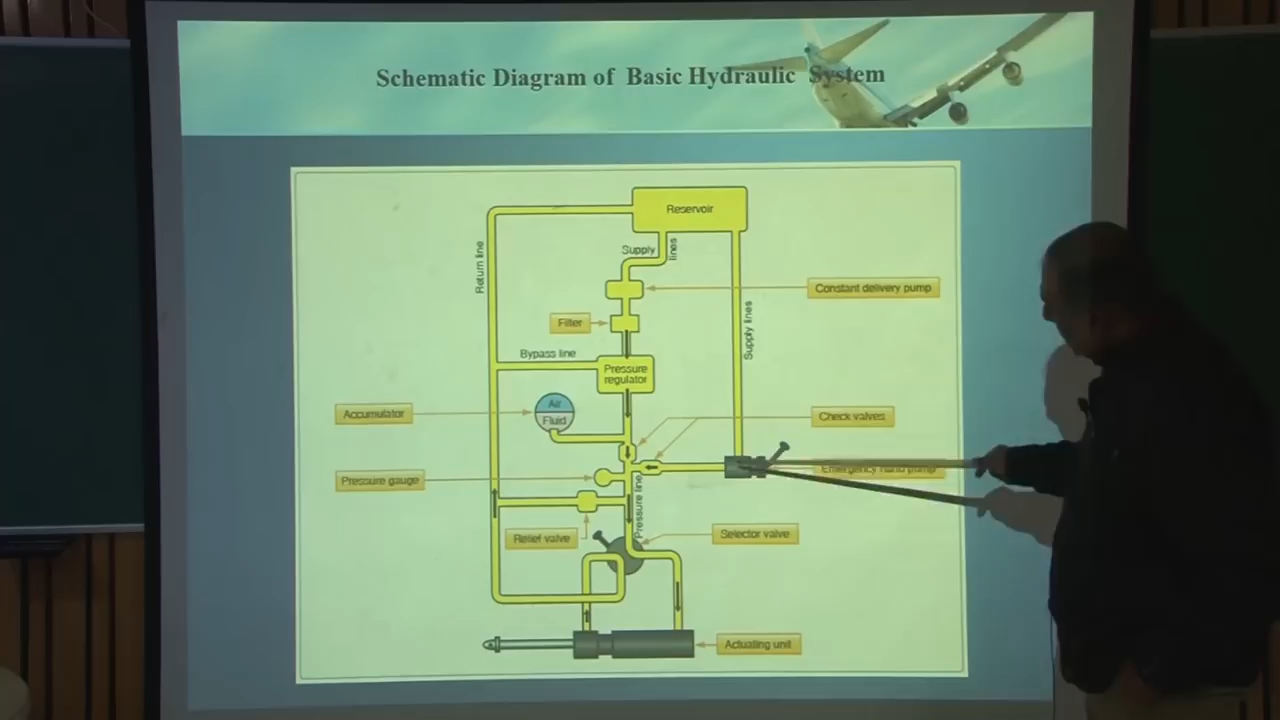 Schematic Diagram of Basic Hydraulic System
Reservoir
Return line
Supply lines
Constant delivery pump
Supply lines
Filter
Bypass line
Pressure
regulator
Accumulator
Air
Fluid
Check valves
Pressure gauge
Emergency hand pump
Pressure line
Relief valve
Selector valve
Actuating unit